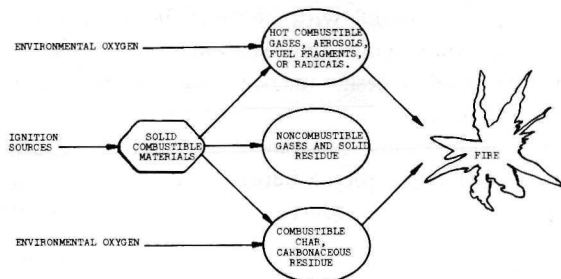 HOT COMBUSTIBLE
GASES, AEROSOLS,
FUEL FRAGMENTS,
OR RADICALS.
ENVIRONMENTAL OXYGEN
IGNITION
SOURCES
SOLID
COMBUSTIBLE
MATERIALS
NONCOMBUSTIBLE
GASES AND SOLID
RESIDUE
FIRE
COMBUSTIBLE
CHAR,
CARBONACEOUS
RESIDUE
ENVIRONMENTAL OXYGEN